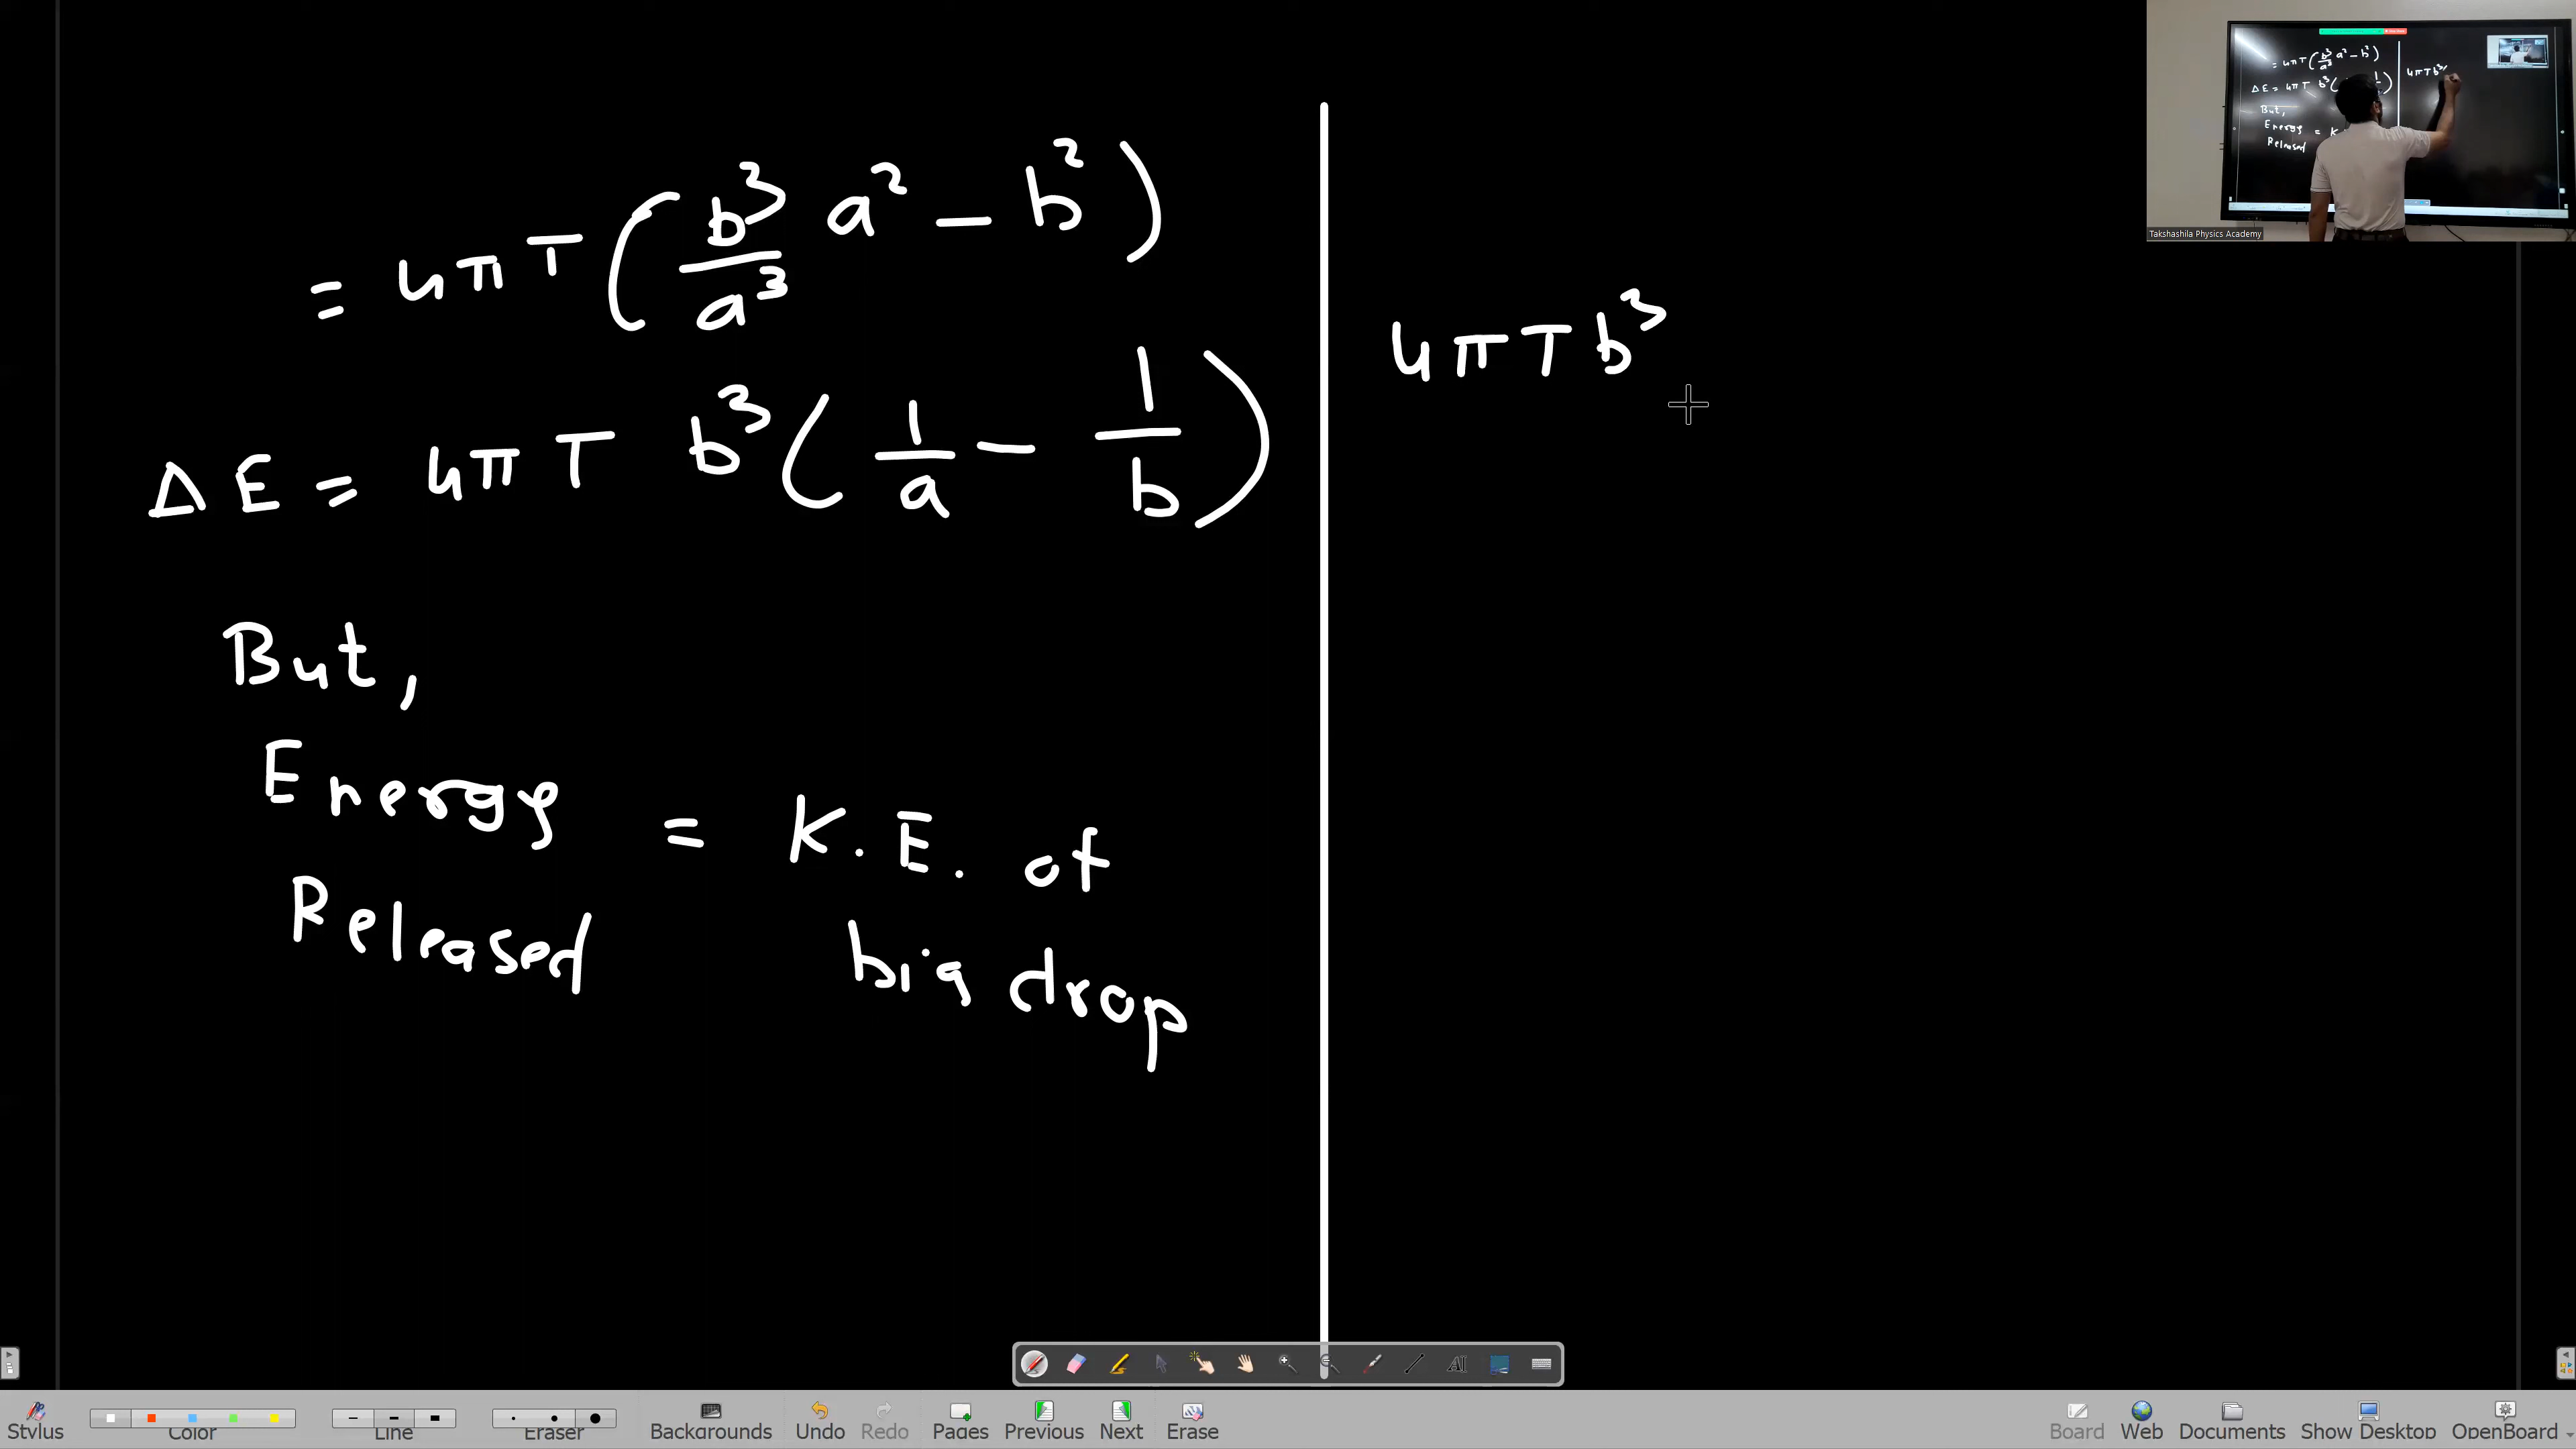 = 4πT(b³/a³ a² − b²)
ΔE = 4πT b³(1/a − 1/b)
But,
Energy = K.E. of
Released big drop
4πTb³
Takshashila Physics Academy
Stylus Color Line Eraser Backgrounds Undo Redo Pages Previous Next Erase Board Web Documents Show Desktop OpenBoard